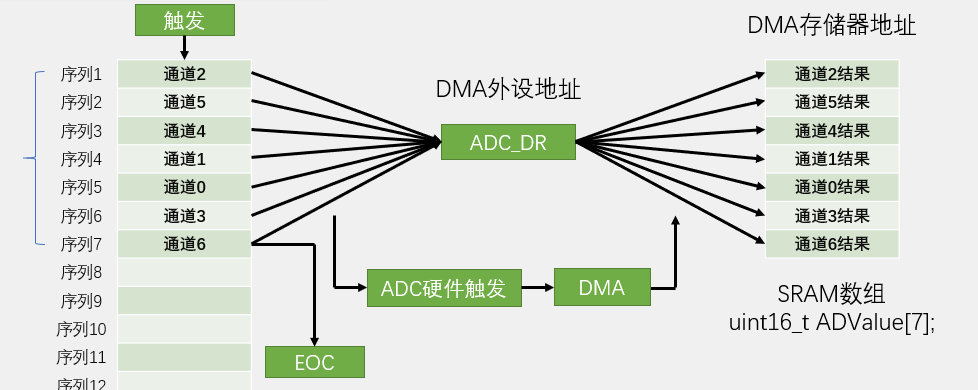 触发
DMA存储器地址
序列1 通道2 通道2结果
DMA外设地址
序列2 通道5 通道5结果
序列3 通道4 ADC_DR 通道4结果
序列4 通道1 通道1结果
序列5 通道0 通道0结果
序列6 通道3 通道3结果
序列7 通道6 通道6结果
序列8
ADC硬件触发 DMA
SRAM数组
序列9
uint16_t ADValue[7];
序列10
序列11
EOC
序列12